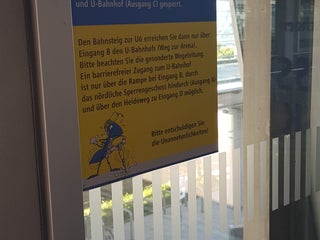 und U-Bahnhof (Ausgang C) gesperrt.
Den Bahnsteig zur U6 erreichen Sie dann nur über
Eingang B des U-Bahnhofs (Weg zur Arena).
Bitte beachten Sie die gesonderte Wegeleitung.
Ein barrierefreier Zugang zum U-Bahnhof
ist nur über die Rampe bei Eingang B, durch
das nördliche Sperrengeschoss hindurch (Ausgang A)
und über den Heideweg zu Eingang D möglich.
Bitte entschuldigen Sie
die Unannehmlichkeiten!